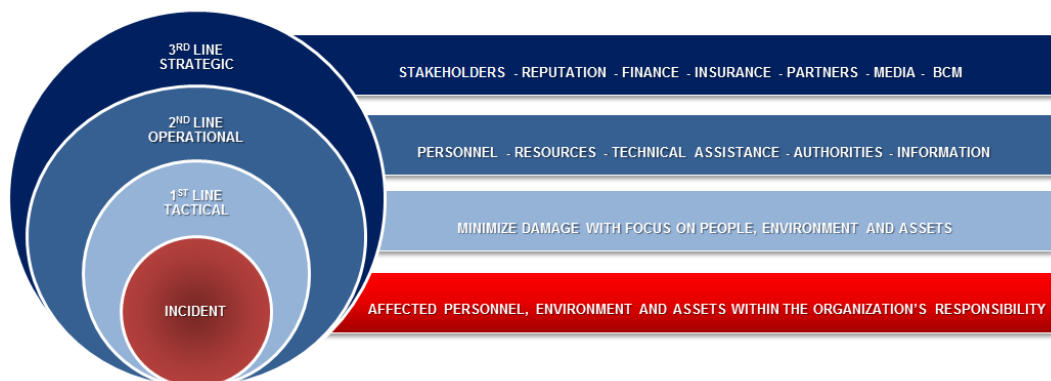 3RD LINE
STRATEGIC
STAKEHOLDERS - REPUTATION - FINANCE - INSURANCE - PARTNERS - MEDIA - BCM
2ND LINE
OPERATIONAL
PERSONNEL - RESOURCES - TECHNICAL ASSISTANCE - AUTHORITIES - INFORMATION
1ST LINE
TACTICAL
MINIMIZE DAMAGE WITH FOCUS ON PEOPLE, ENVIRONMENT AND ASSETS
INCIDENT
AFFECTED PERSONNEL, ENVIRONMENT AND ASSETS WITHIN THE ORGANIZATION'S RESPONSIBILITY